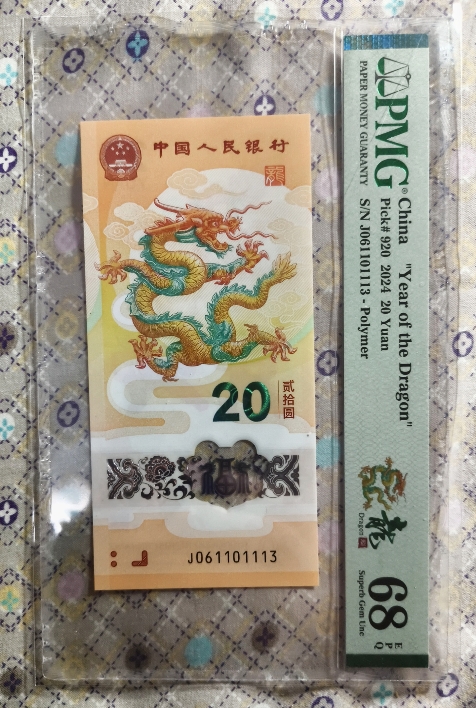 中国人民银行
20
贰拾圆
J061101113
PMG®
PAPER MONEY GUARANTY
China "Year of the Dragon"
Pick# 920 2024 20 Yuan
S/N J061101113 - Polymer
龍
Dragon
68
EPQ
Superb Gem Unc